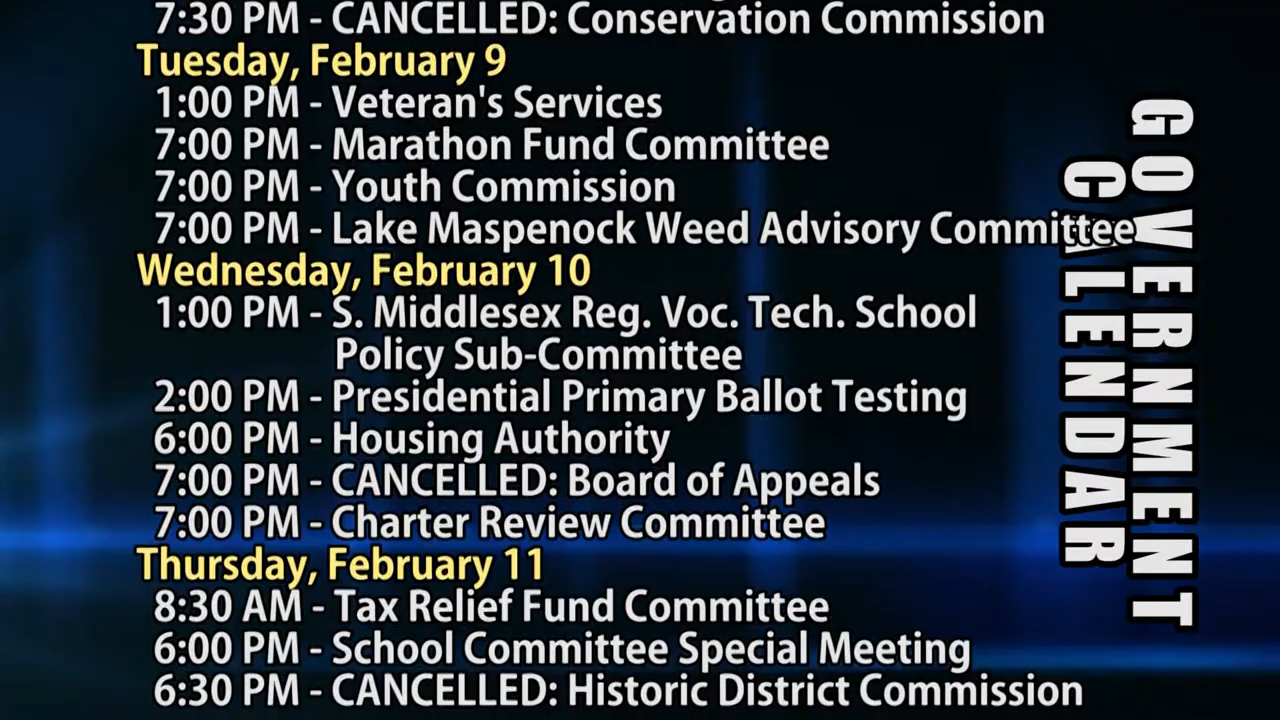 7:30 PM - CANCELLED: Conservation Commission
Tuesday, February 9
1:00 PM - Veteran's Services
7:00 PM - Marathon Fund Committee
7:00 PM - Youth Commission
7:00 PM - Lake Maspenock Weed Advisory Committee
Wednesday, February 10
1:00 PM - S. Middlesex Reg. Voc. Tech. School
Policy Sub-Committee
2:00 PM - Presidential Primary Ballot Testing
6:00 PM - Housing Authority
7:00 PM - CANCELLED: Board of Appeals
7:00 PM - Charter Review Committee
Thursday, February 11
8:30 AM - Tax Relief Fund Committee
6:00 PM - School Committee Special Meeting
6:30 PM - CANCELLED: Historic District Commission
GOVERNMENT
CALENDAR